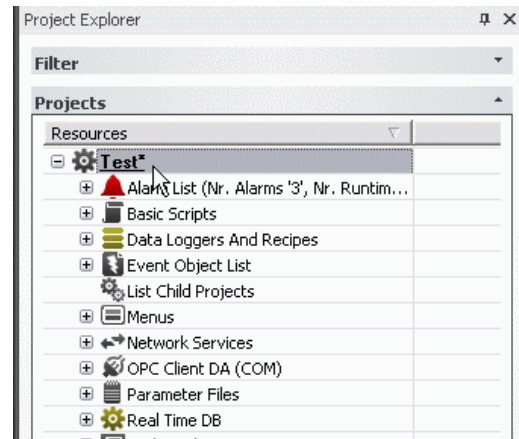 Project Explorer
Filter
Projects
Resources
Test*
Alarm List (Nr. Alarms '3', Nr. Runtim...
Basic Scripts
Data Loggers And Recipes
Event Object List
List Child Projects
Menus
Network Services
OPC Client DA (COM)
Parameter Files
Real Time DB